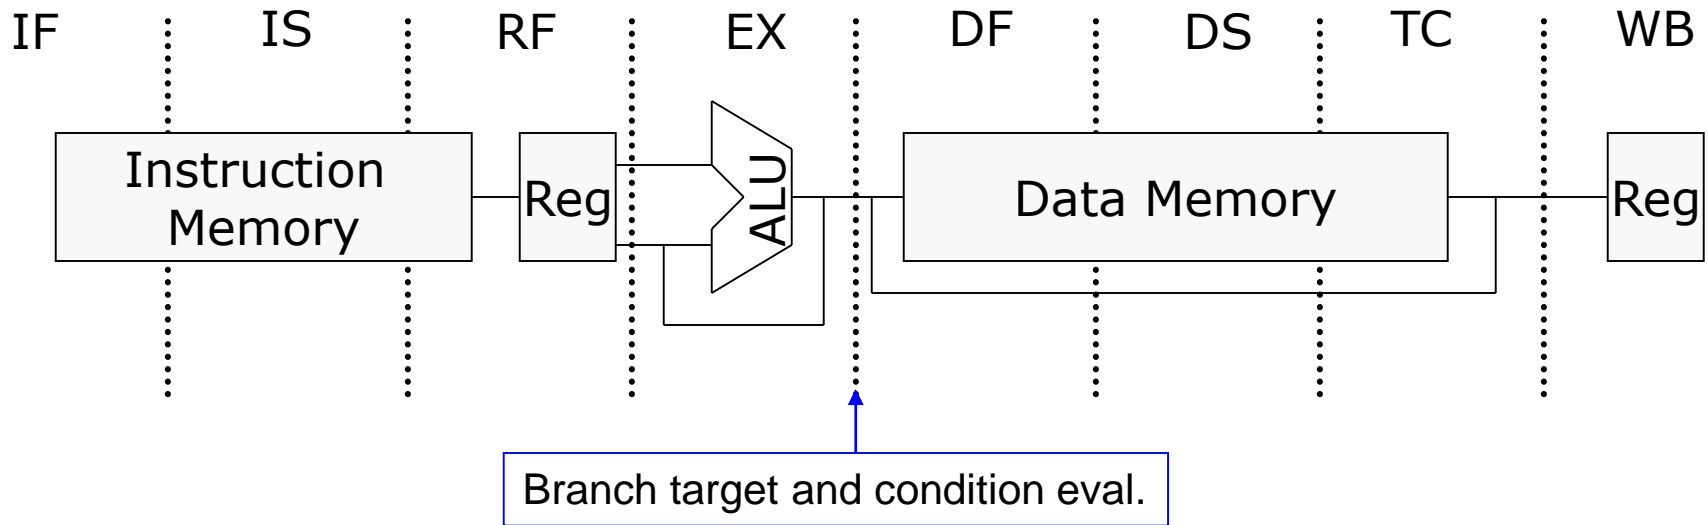 IF IS RF EX DF DS TC WB
Instruction
Memory
Reg
ALU
Data Memory
Reg
Branch target and condition eval.